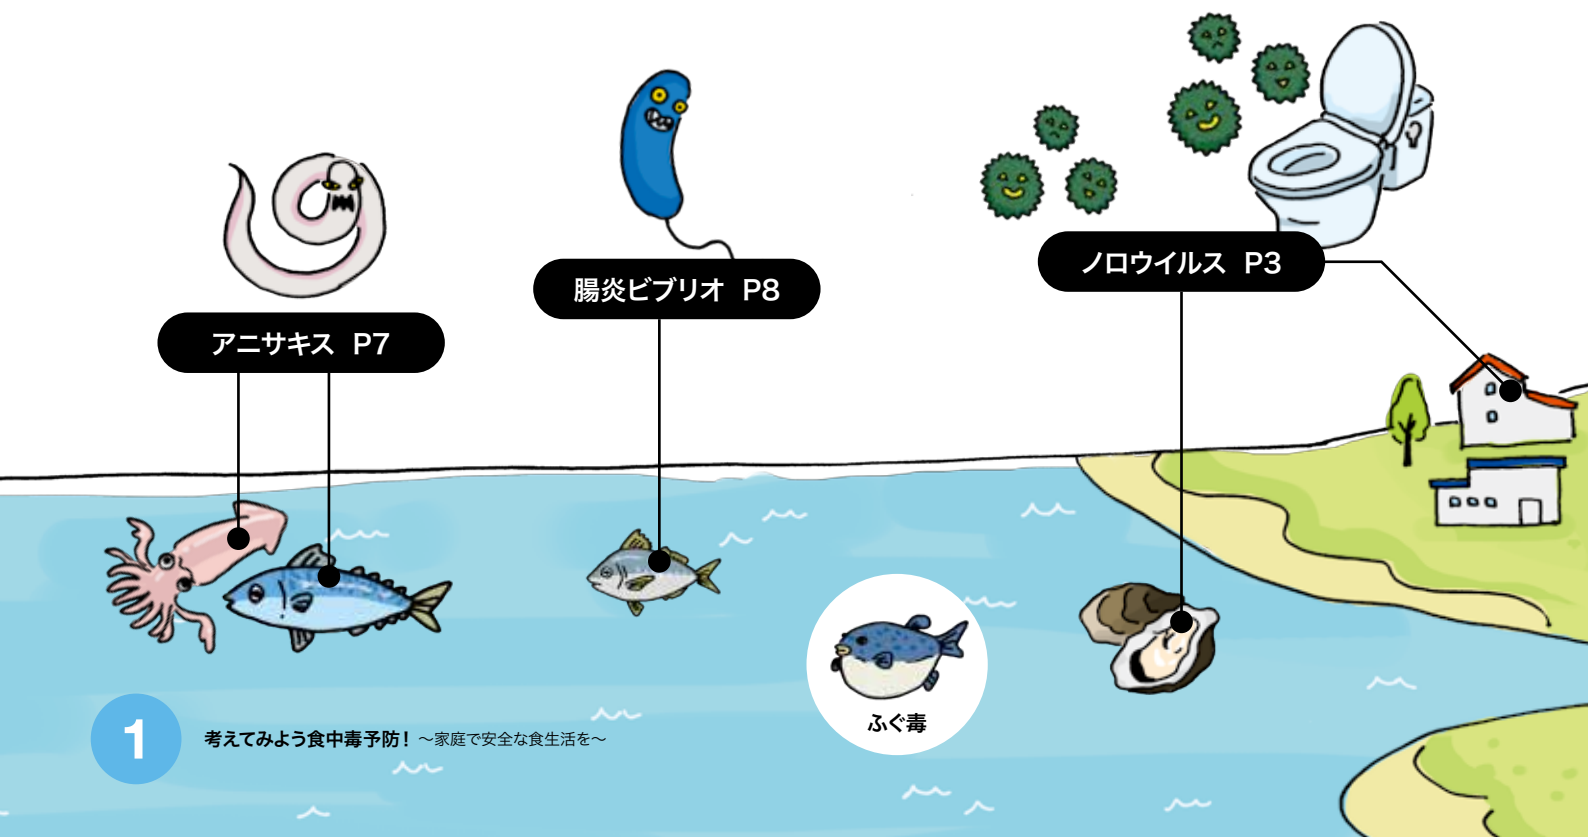 ノロウイルス P3
腸炎ビブリオ P8
アニサキス P7
ふぐ毒
1
考えてみよう食中毒予防！ ～家庭で安全な食生活を～